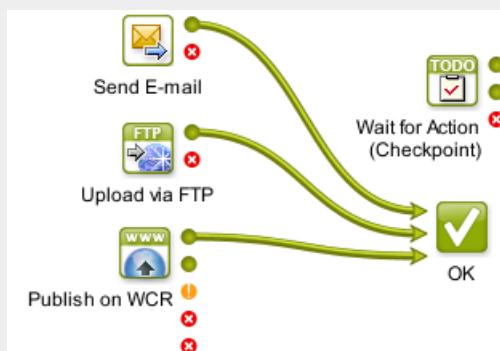 Send E-mail
TODO
Wait for Action
(Checkpoint)
FTP
Upload via FTP
WWW
Publish on WCR
OK